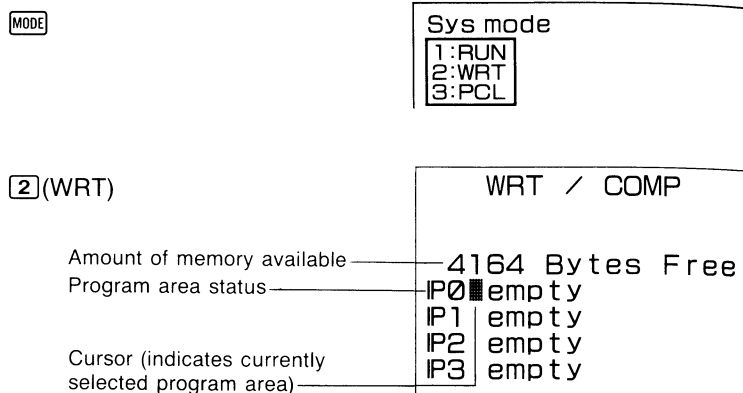 MODE
Sys mode
1:RUN
2:WRT
3:PCL
2 (WRT)
WRT / COMP
Amount of memory available
4164 Bytes Free
Program area status
P0 empty
P1 empty
P2 empty
Cursor (indicates currently
selected program area)
P3 empty